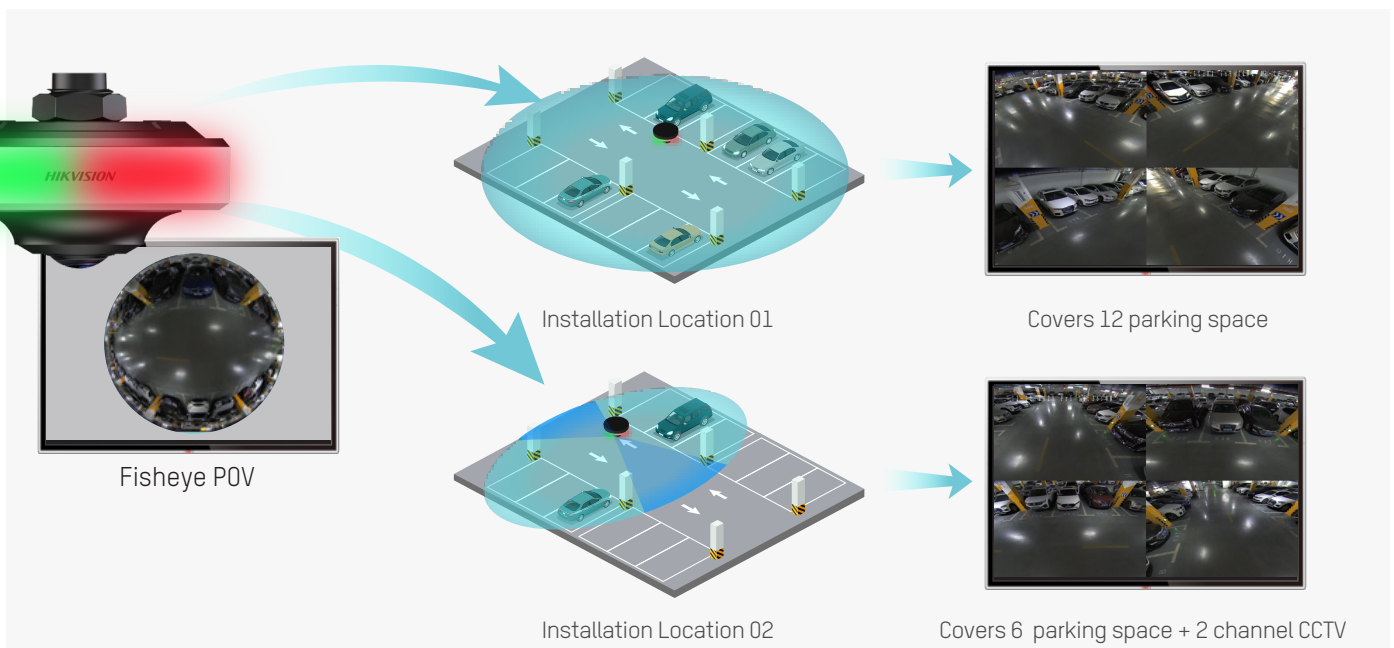 HIKVISION
Fisheye POV
Installation Location 01
Covers 12 parking space
Installation Location 02
Covers 6 parking space + 2 channel CCTV